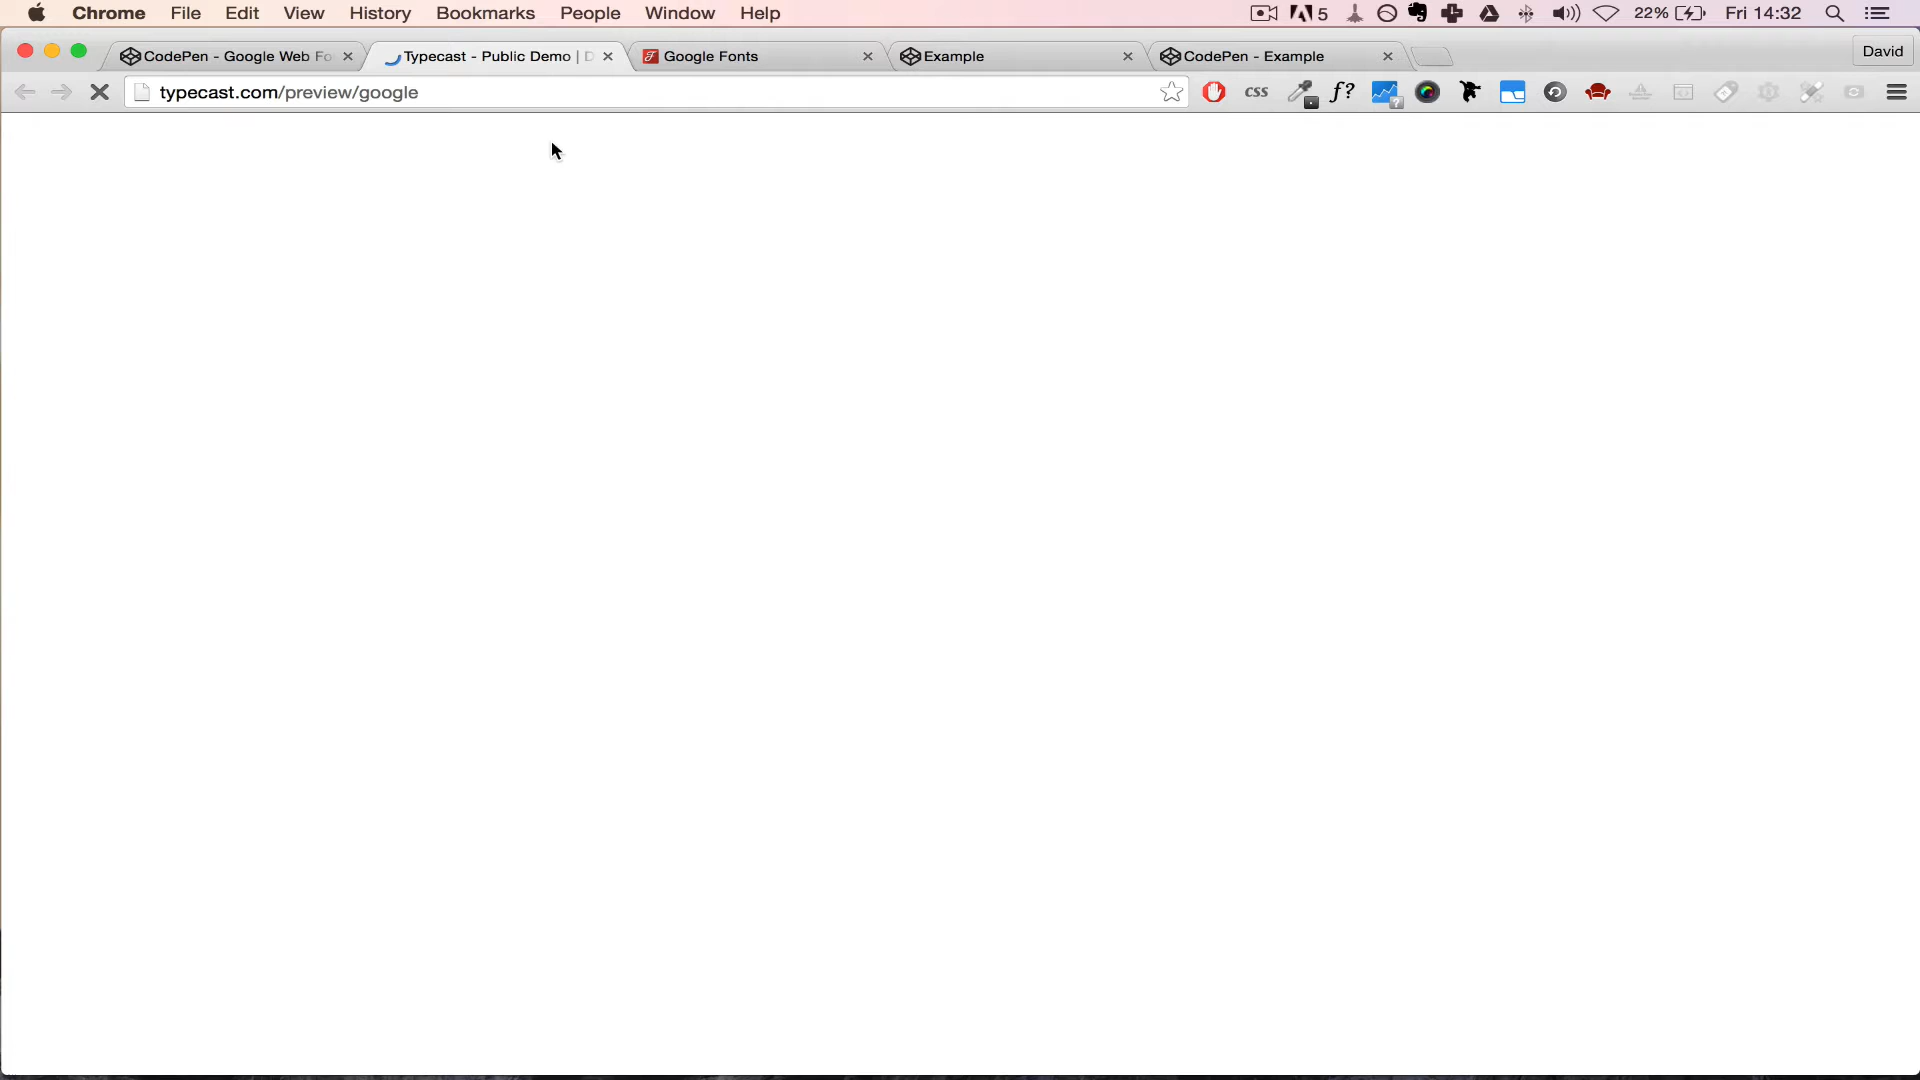 Chrome File Edit View History Bookmarks People Window Help 5 22% Fri 14:32
CodePen - Google Web Fo Typecast - Public Demo | D Google Fonts Example CodePen - Example David
typecast.com/preview/google css f?